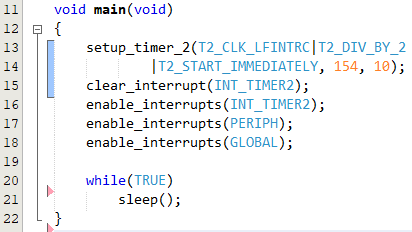 11 void main(void)
12 {
13 setup_timer_2(T2_CLK_LFINTRC|T2_DIV_BY_2
14 |T2_START_IMMEDIATELY, 154, 10);
15 clear_interrupt(INT_TIMER2);
16 enable_interrupts(INT_TIMER2);
17 enable_interrupts(PERIPH);
18 enable_interrupts(GLOBAL);
19
20 while(TRUE)
21 sleep();
22 }